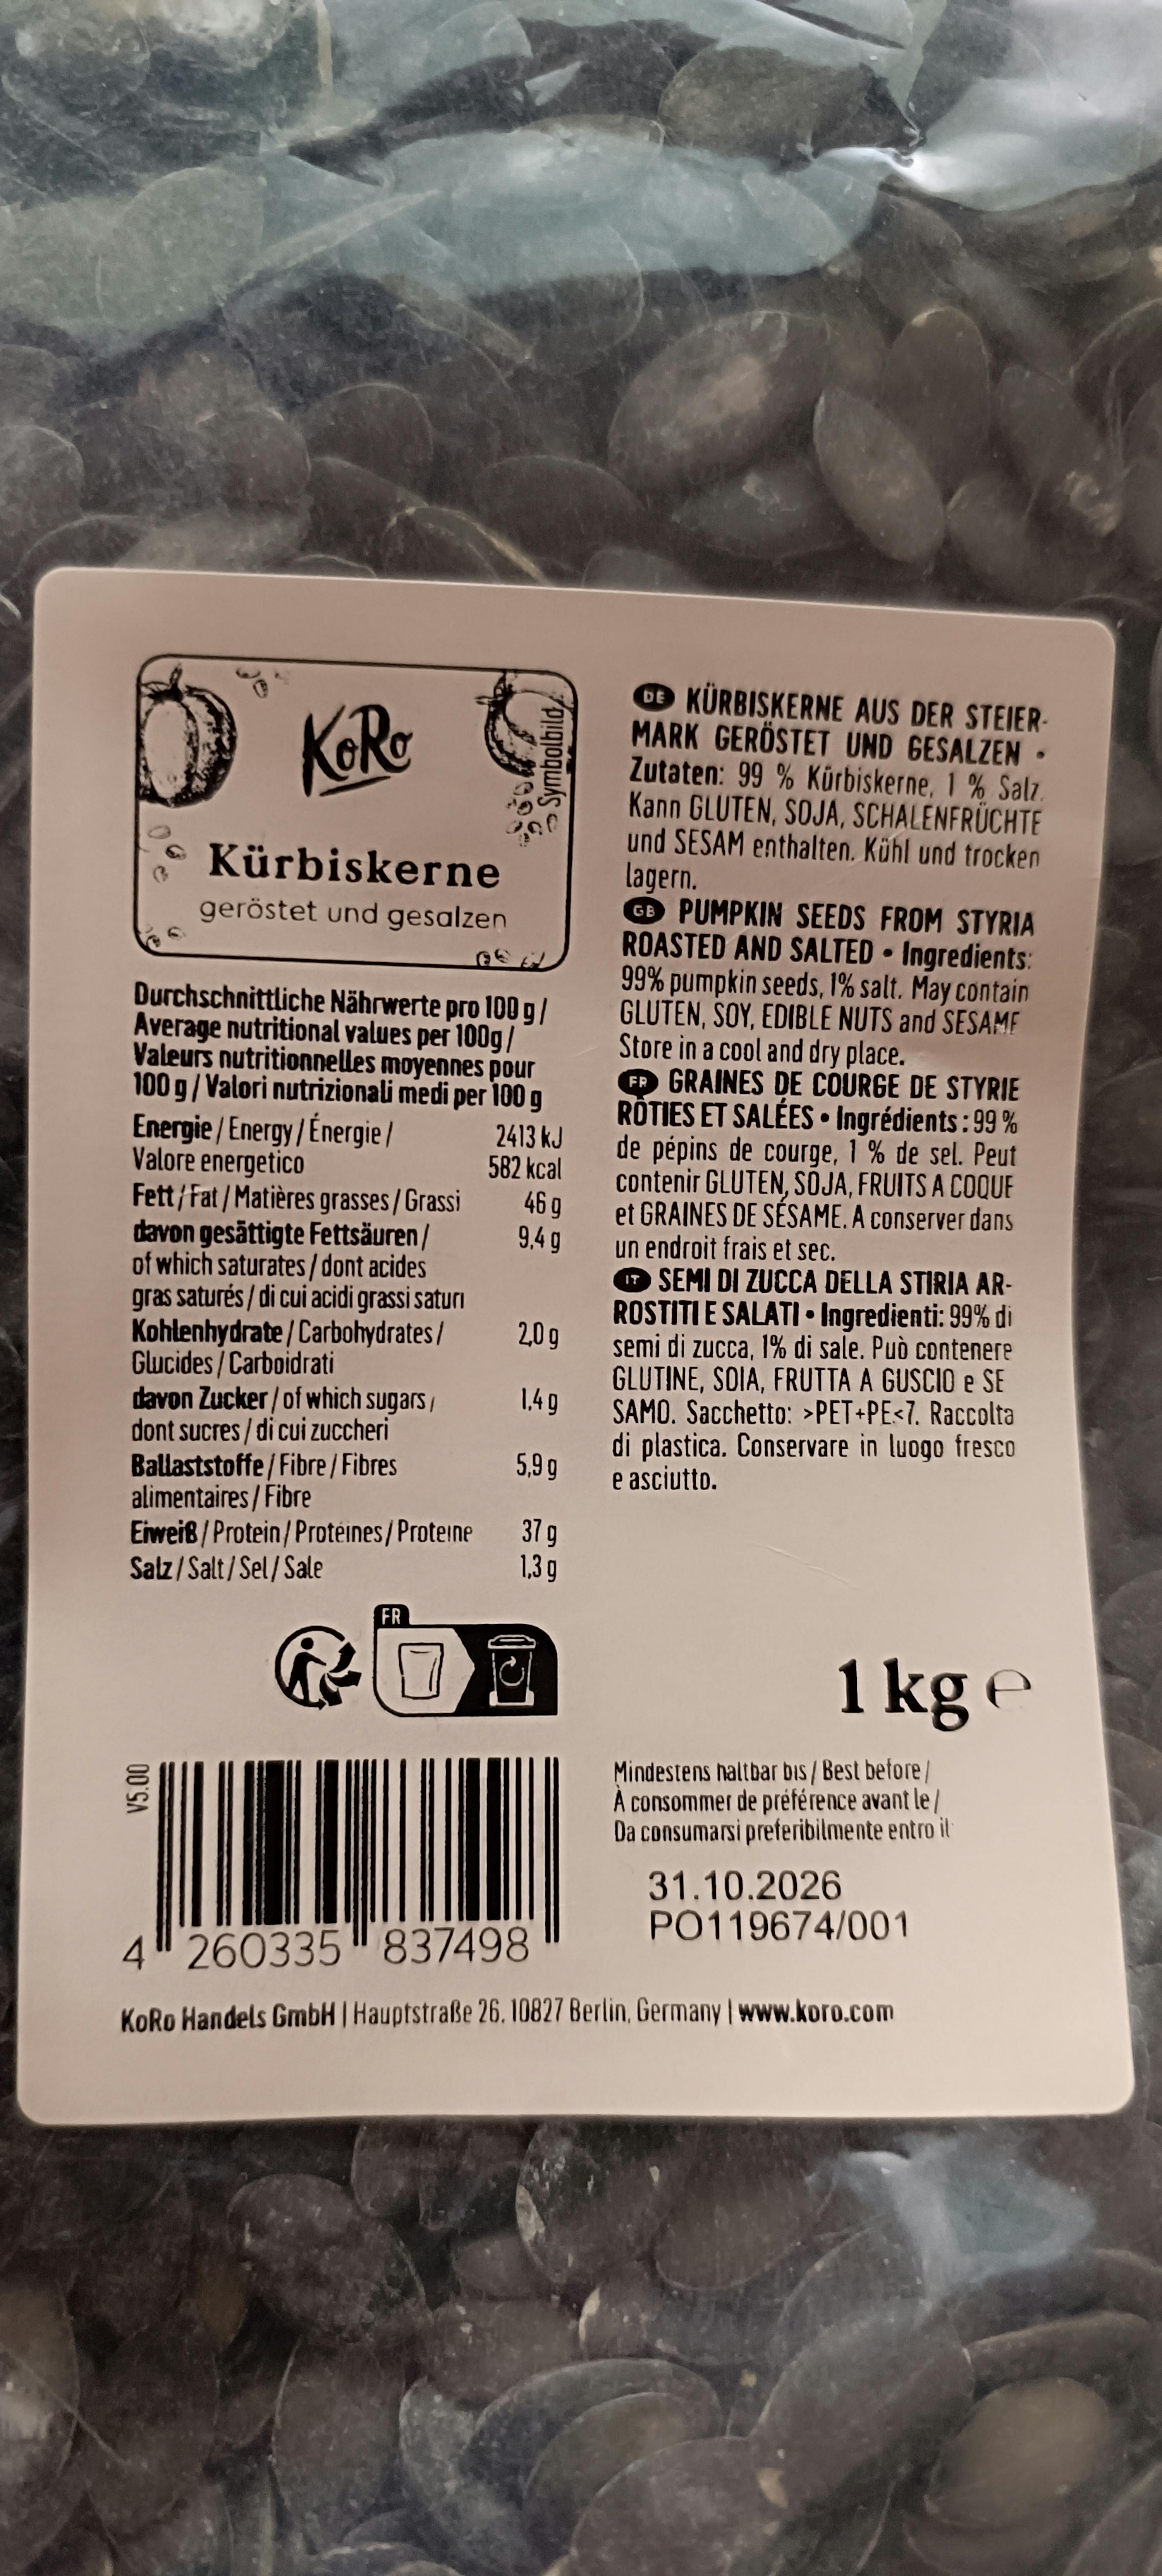 KoRo
Symbolbild
Kürbiskerne
geröstet und gesalzen
Durchschnittliche Nährwerte pro 100 g /
Average nutritional values per 100g /
Valeurs nutritionnelles moyennes pour
100 g / Valori nutrizionali medi per 100 g
Energie / Energy / Énergie / 2413 kJ
Valore energetico 582 kcal
Fett / Fat / Matières grasses / Grassi 46 g
davon gesättigte Fettsäuren / 9,4 g
of which saturates / dont acides
gras saturés / di cui acidi grassi saturi
Kohlenhydrate / Carbohydrates / 2,0 g
Glucides / Carboidrati
davon Zucker / of which sugars / 1,4 g
dont sucres / di cui zuccheri
Ballaststoffe / Fibre / Fibres 5,9 g
alimentaires / Fibre
Eiweiß / Protein / Protéines / Proteine 37 g
Salz / Salt / Sel / Sale 1,3 g
FR
V5.00
4 260335 837498
DE KÜRBISKERNE AUS DER STEIER-
MARK GERÖSTET UND GESALZEN •
Zutaten: 99 % Kürbiskerne, 1 % Salz.
Kann GLUTEN, SOJA, SCHALENFRÜCHTE
und SESAM enthalten. Kühl und trocken
lagern.
GB PUMPKIN SEEDS FROM STYRIA
ROASTED AND SALTED • Ingredients:
99% pumpkin seeds, 1% salt. May contain
GLUTEN, SOY, EDIBLE NUTS and SESAME
Store in a cool and dry place.
FR GRAINES DE COURGE DE STYRIE
RÔTIES ET SALÉES • Ingrédients : 99 %
de pépins de courge, 1 % de sel. Peut
contenir GLUTEN, SOJA, FRUITS A COQUE
et GRAINES DE SÉSAME. A conserver dans
un endroit frais et sec.
IT SEMI DI ZUCCA DELLA STIRIA AR-
ROSTITI E SALATI • Ingredienti: 99% di
semi di zucca, 1% di sale. Può contenere
GLUTINE, SOIA, FRUTTA A GUSCIO e SE
SAMO. Sacchetto: >PET+PE<7. Raccolta
di plastica. Conservare in luogo fresco
e asciutto.
1 kg ℮
Mindestens haltbar bis / Best before /
À consommer de préférence avant le /
Da consumarsi preferibilmente entro il
31.10.2026
PO119674/001
KoRo Handels GmbH | Hauptstraße 26, 10827 Berlin, Germany | www.koro.com